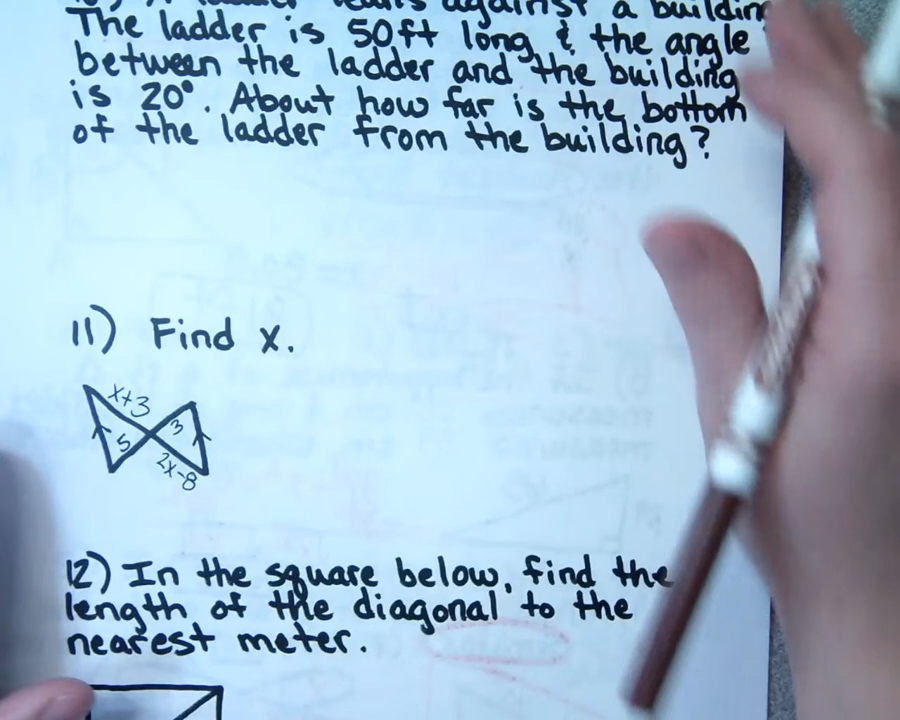 against a building
The ladder is 50ft long & the angle
between the ladder and the building
is 20°. About how far is the bottom
of the ladder from the building?
11) Find x.
x+3
3
5
2x-8
12) In the square below, find the
length of the diagonal to the
nearest meter.